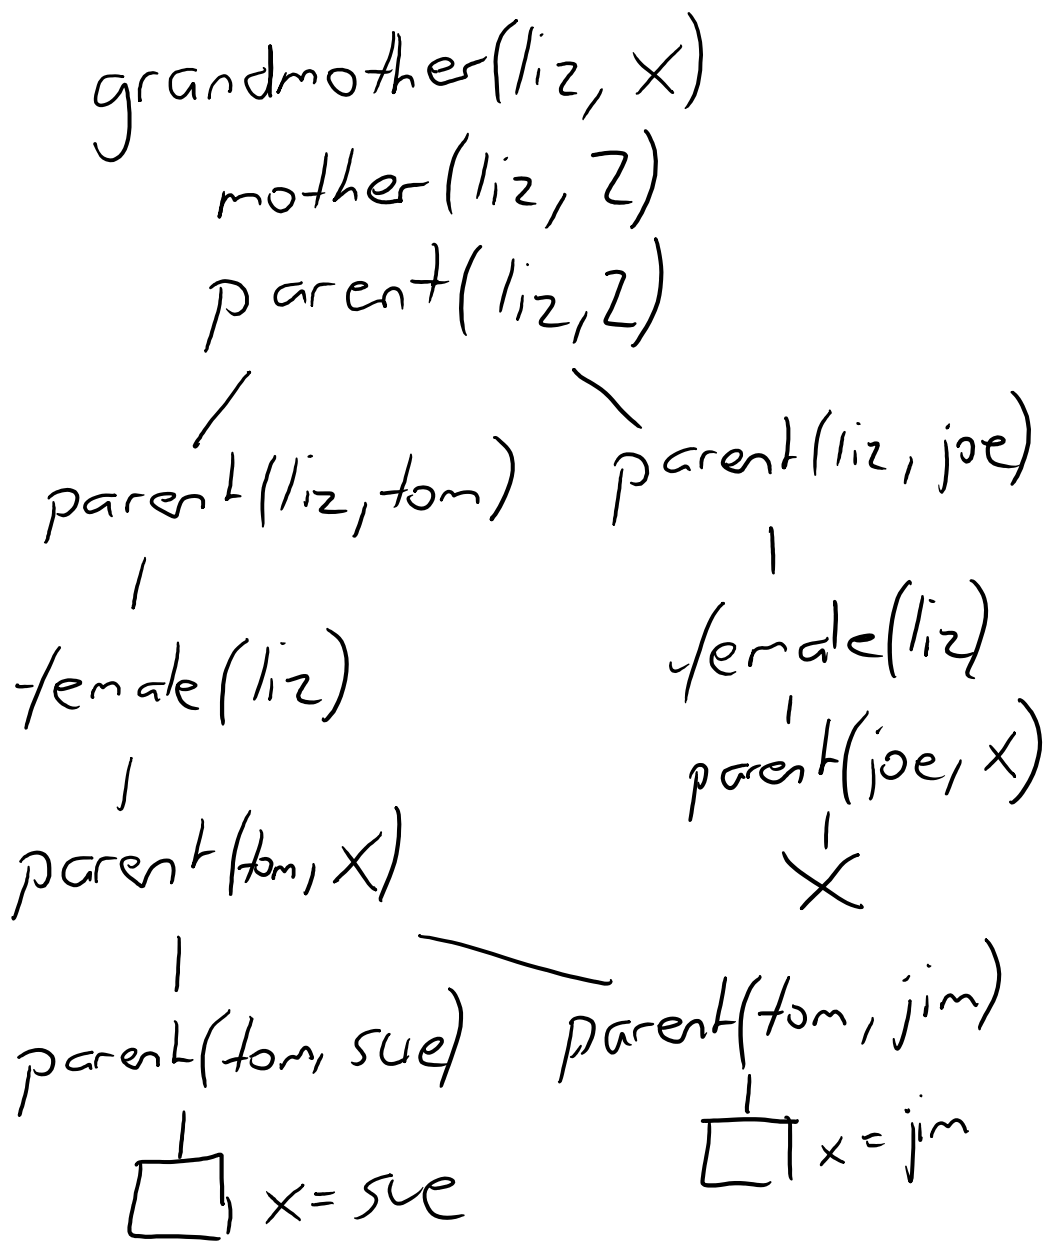 grandmother(liz, X)
mother(liz, Z)
parent(liz, Z)
parent(liz, tom)
parent(liz, joe)
female(liz)
female(liz)
parent(joe, X)
parent(tom, X)
X
parent(tom, sue)
parent(tom, jim)
x = jim
x = sue